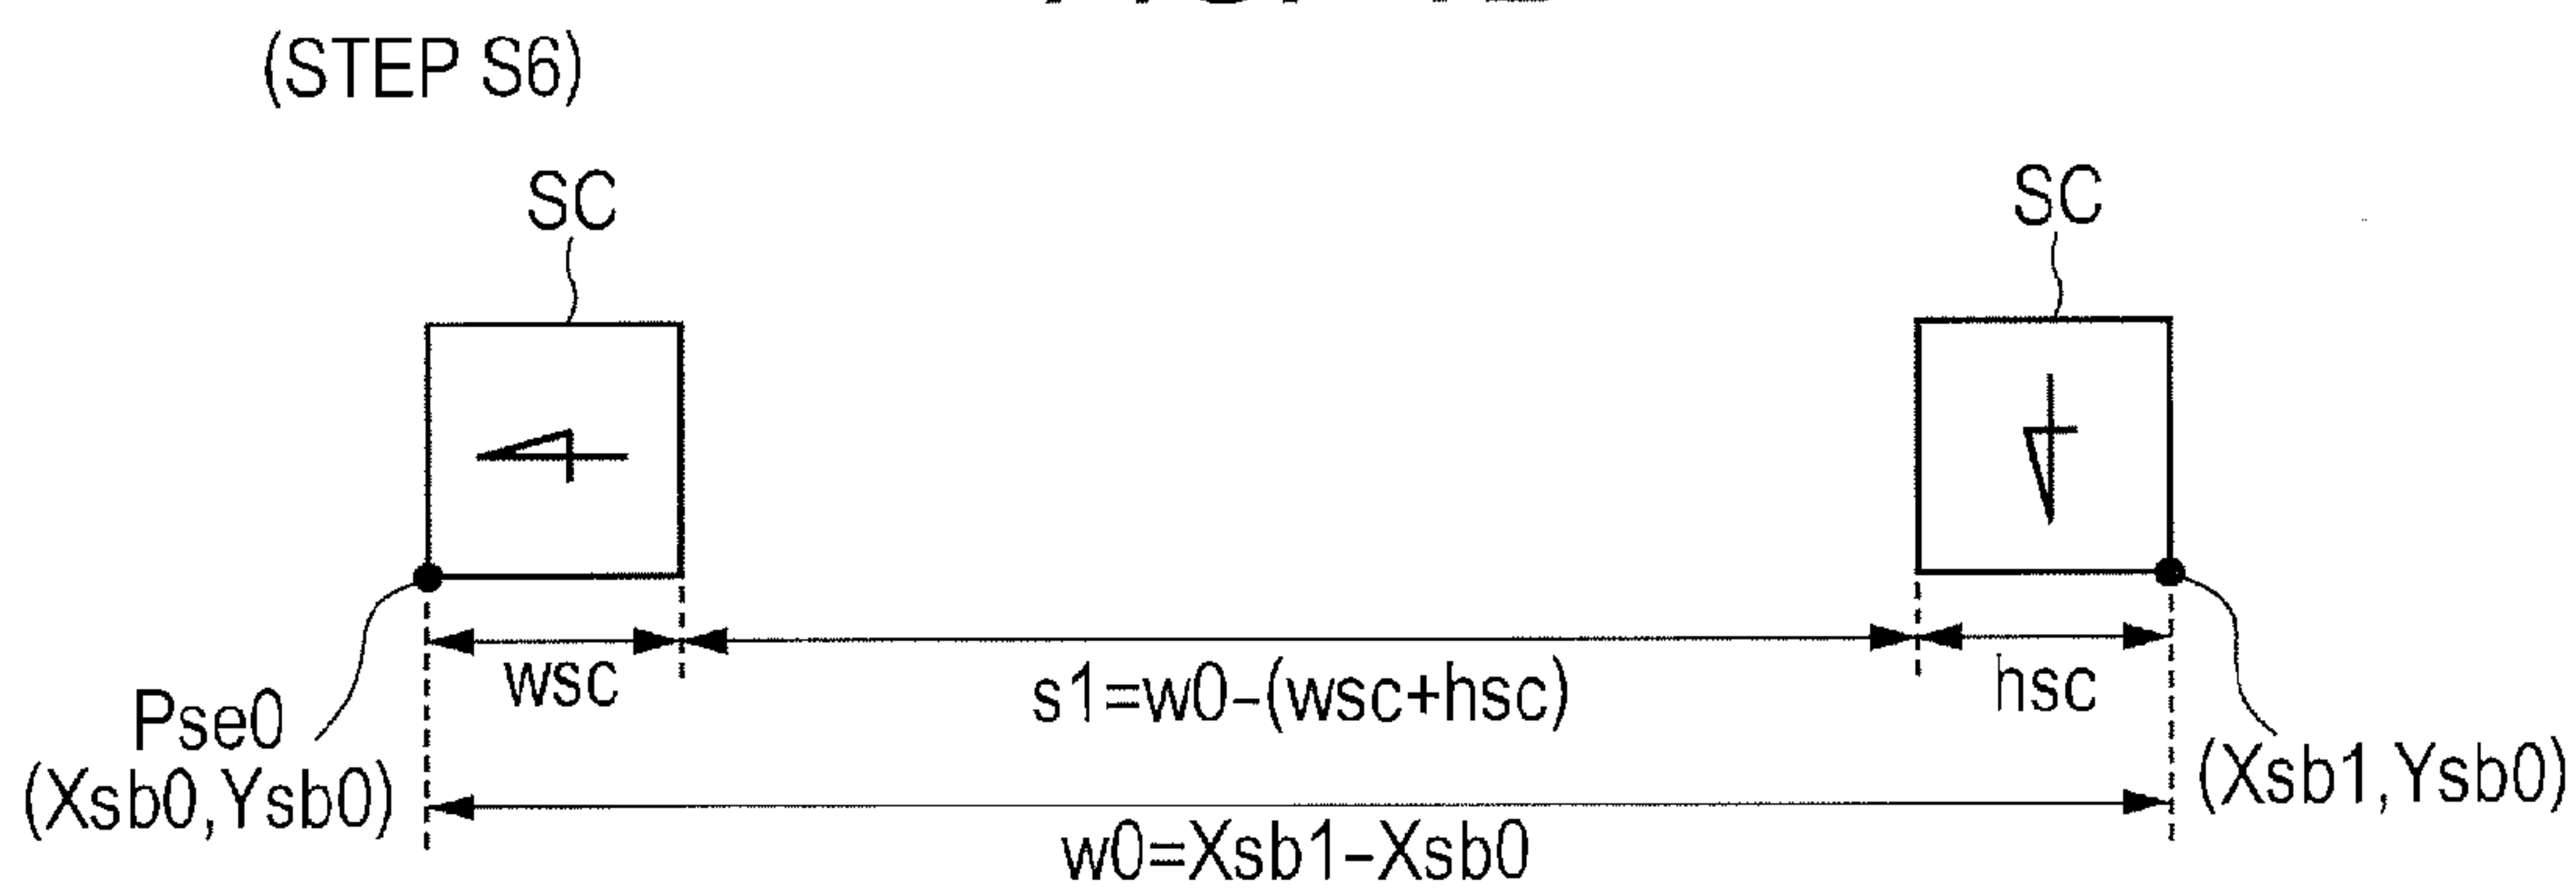 (STEP S6)
SC
SC
wsc
s1=w0-(wsc+hsc)
hsc
Pse0
(Xsb0,Ysb0)
(Xsb1,Ysb0)
w0=Xsb1-Xsb0